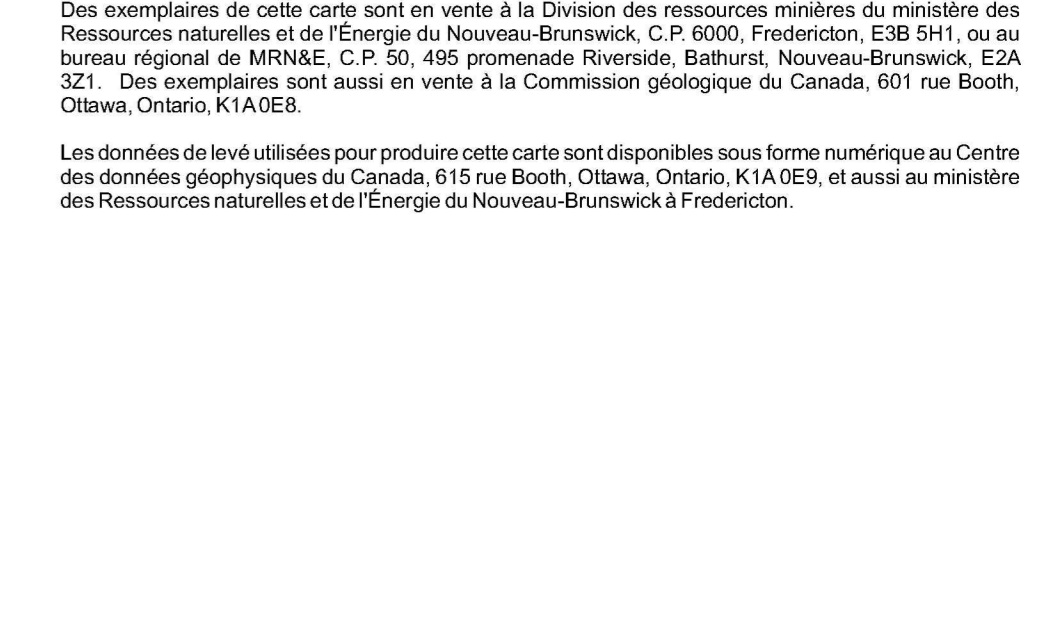 Des exemplaires de cette carte sont en vente à la Division des ressources minières du ministère des
Ressources naturelles et de l'Énergie du Nouveau-Brunswick, C.P. 6000, Fredericton, E3B 5H1, ou au
bureau régional de MRN&E, C.P. 50, 495 promenade Riverside, Bathurst, Nouveau-Brunswick, E2A
3Z1. Des exemplaires sont aussi en vente à la Commission géologique du Canada, 601 rue Booth,
Ottawa, Ontario, K1A 0E8.

Les données de levé utilisées pour produire cette carte sont disponibles sous forme numérique au Centre
des données géophysiques du Canada, 615 rue Booth, Ottawa, Ontario, K1A 0E9, et aussi au ministère
des Ressources naturelles et de l'Énergie du Nouveau-Brunswick à Fredericton.